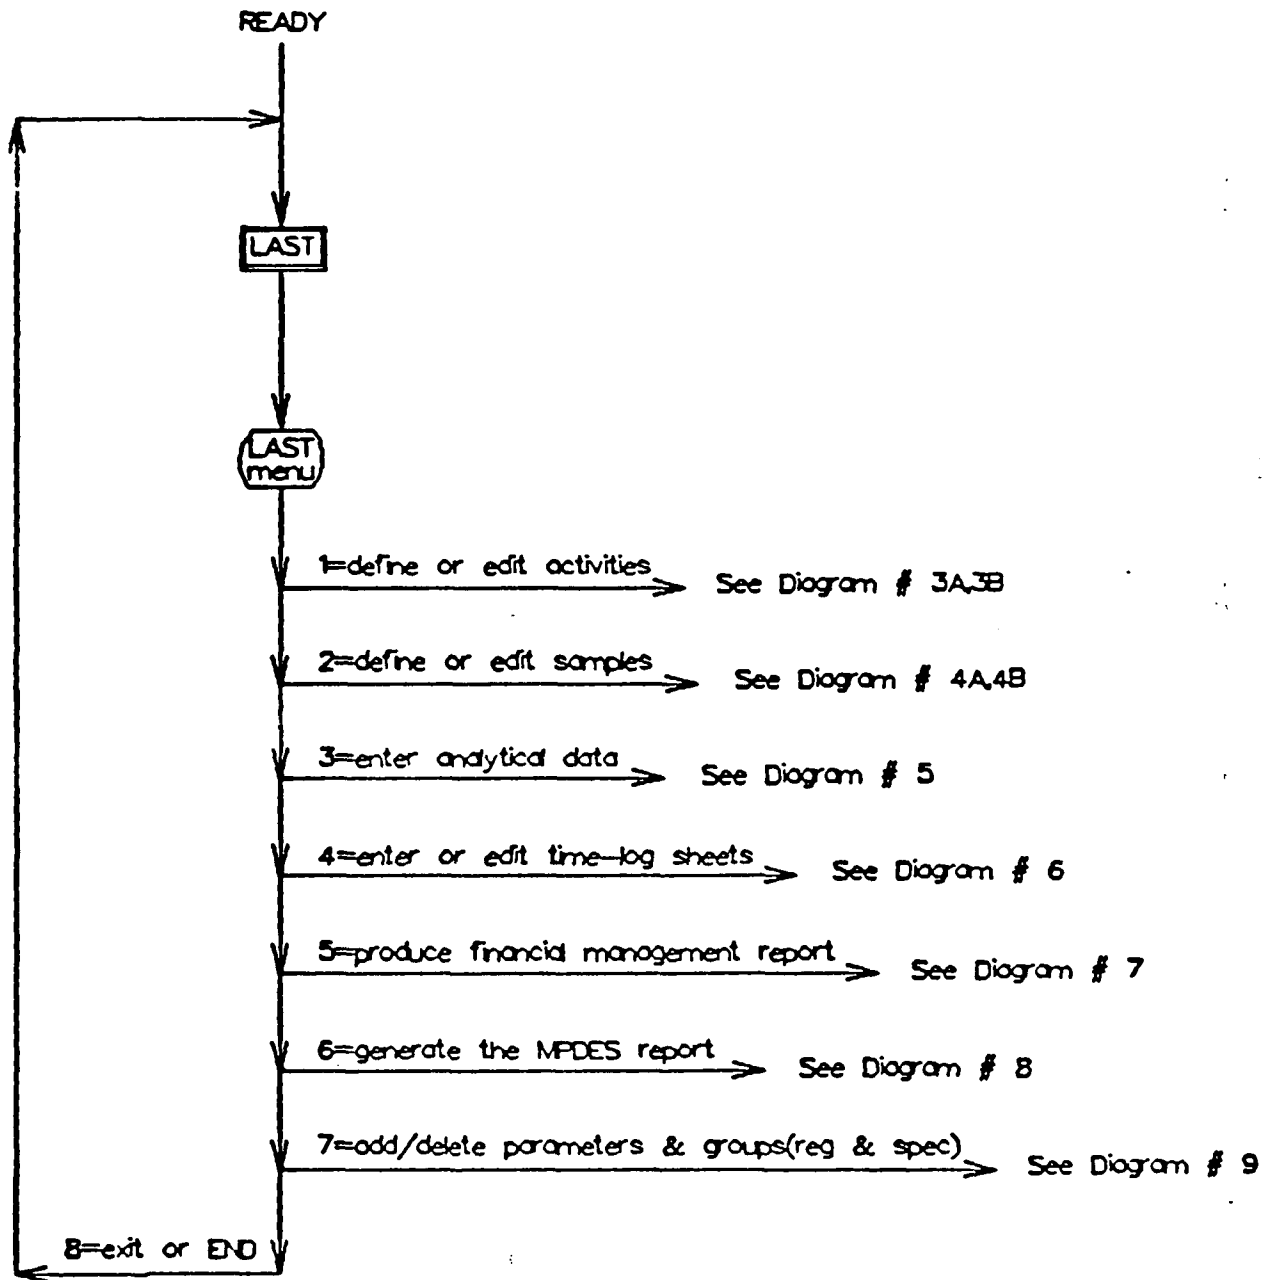 READY
LAST
LAST
menu
1=define or edit activities
See Diagram # 3A,3B
2=define or edit samples
See Diagram # 4A,4B
3=enter analytical data
See Diagram # 5
4=enter or edit time-log sheets
See Diagram # 6
5=produce financial management report
See Diagram # 7
6=generate the MPDES report
See Diagram # 8
7=add/delete parameters & groups(reg & spec)
See Diagram # 9
8=exit or END